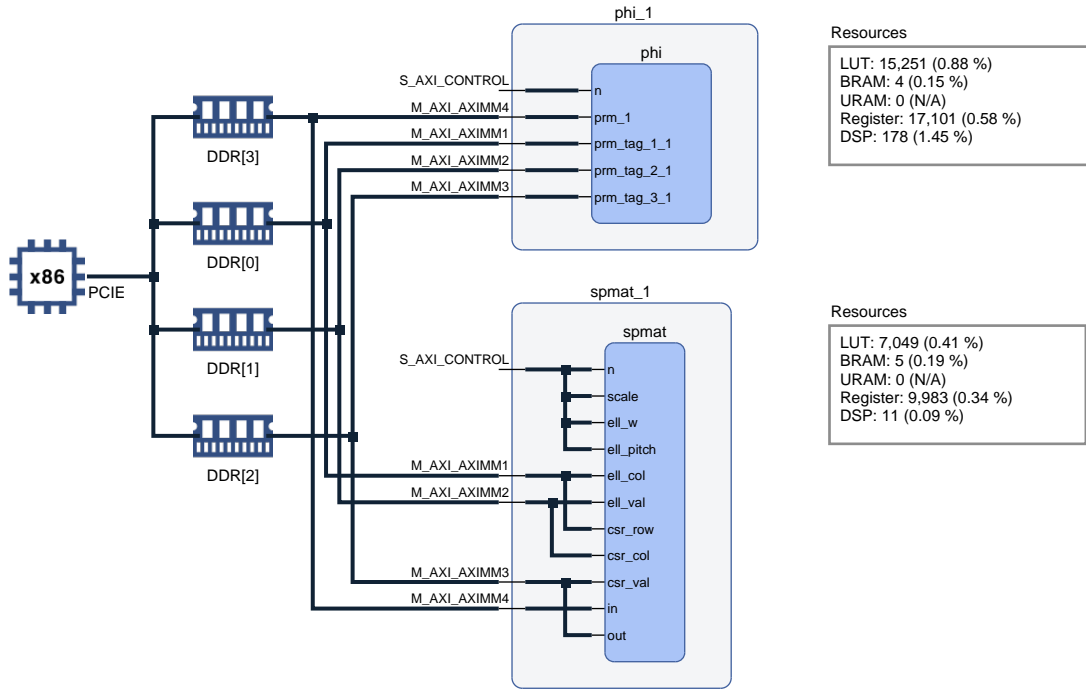 x86
PCIE
DDR[3]
DDR[0]
DDR[1]
DDR[2]
phi_1
phi
S_AXI_CONTROL
n
M_AXI_AXIMM4
prm_1
M_AXI_AXIMM1
prm_tag_1_1
M_AXI_AXIMM2
prm_tag_2_1
M_AXI_AXIMM3
prm_tag_3_1
Resources
LUT: 15,251 (0.88 %)
BRAM: 4 (0.15 %)
URAM: 0 (N/A)
Register: 17,101 (0.58 %)
DSP: 178 (1.45 %)
spmat_1
spmat
S_AXI_CONTROL
n
scale
ell_w
ell_pitch
M_AXI_AXIMM1
ell_col
M_AXI_AXIMM2
ell_val
csr_row
csr_col
M_AXI_AXIMM3
csr_val
M_AXI_AXIMM4
in
out
Resources
LUT: 7,049 (0.41 %)
BRAM: 5 (0.19 %)
URAM: 0 (N/A)
Register: 9,983 (0.34 %)
DSP: 11 (0.09 %)